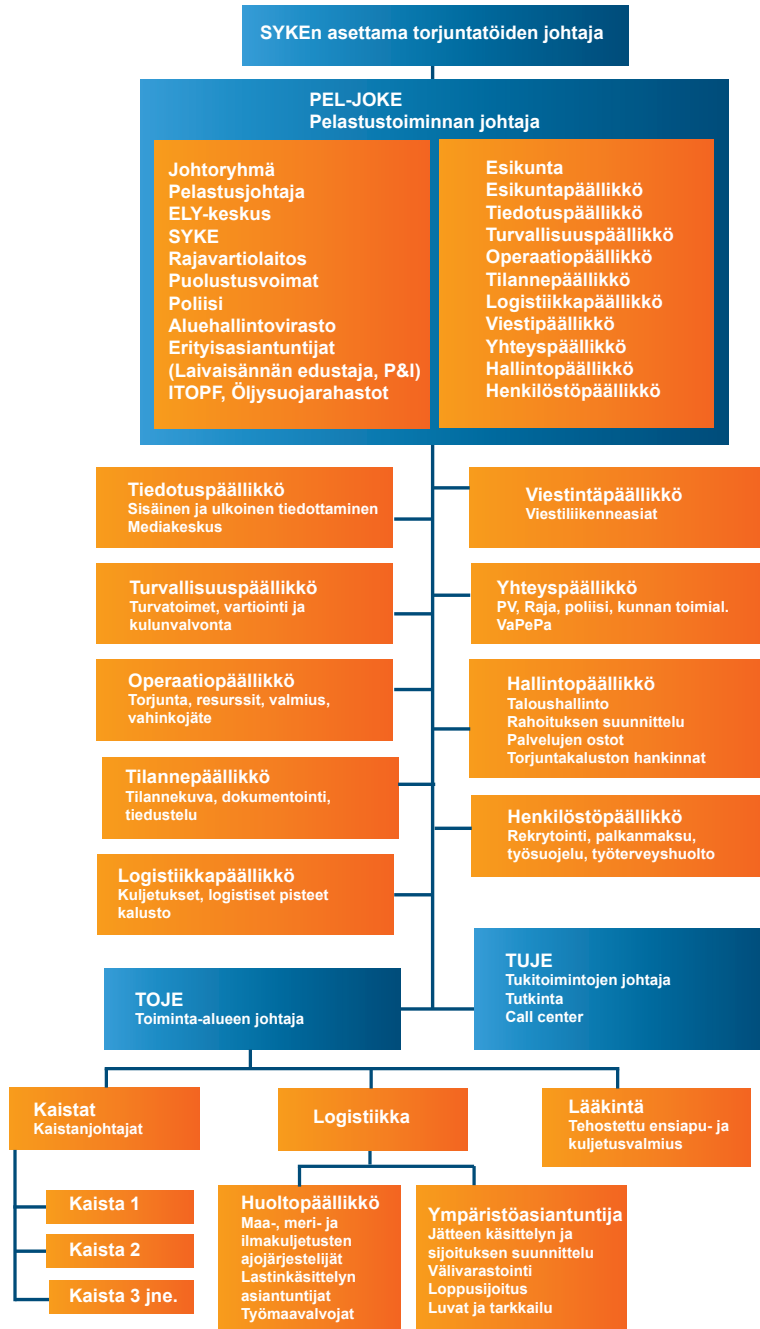 SYKEn asettama torjuntatöiden johtaja
PEL-JOKE
Pelastustoiminnan johtaja
Johtoryhmä
Pelastusjohtaja
ELY-keskus
SYKE
Rajavartiolaitos
Puolustusvoimat
Poliisi
Aluehallintovirasto
Erityisasiantuntijat
(Laivaisännän edustaja, P&I)
ITOPF, Öljysuojarahastot
Esikunta
Esikuntapäällikkö
Tiedotuspäällikkö
Turvallisuuspäällikkö
Operaatiopäällikkö
Tilannepäällikkö
Logistiikkapäällikkö
Viestipäällikkö
Yhteyspäällikkö
Hallintopäällikkö
Henkilöstöpäällikkö
Tiedotuspäällikkö
Sisäinen ja ulkoinen tiedottaminen
Mediakeskus
Viestintäpäällikkö
Viestiliikenneasiat
Turvallisuuspäällikkö
Turvatoimet, vartiointi ja
kulunvalvonta
Yhteyspäällikkö
PV, Raja, poliisi, kunnan toimial.
VaPePa
Operaatiopäällikkö
Torjunta, resurssit, valmius,
vahinkojäte
Hallintopäällikkö
Taloushallinto
Rahoituksen suunnittelu
Palvelujen ostot
Torjuntakaluston hankinnat
Tilannepäällikkö
Tilannekuva, dokumentointi,
tiedustelu
Henkilöstöpäällikkö
Rekrytointi, palkanmaksu,
työsuojelu, työterveyshuolto
Logistiikkapäällikkö
Kuljetukset, logistiset pisteet
kalusto
TOJE
Toiminta-alueen johtaja
TUJE
Tukitoimintojen johtaja
Tutkinta
Call center
Kaistat
Kaistanjohtajat
Logistiikka
Lääkintä
Tehostettu ensiapu- ja
kuljetusvalmius
Kaista 1
Kaista 2
Kaista 3 jne.
Huoltopäällikkö
Maa-, meri- ja
ilmakuljetusten
ajojärjestelijät
Lastinkäsittelyn
asiantuntijat
Työmaavalvojat
Ympäristöasiantuntija
Jätteen käsittelyn ja
sijoituksen suunnittelu
Välivarastointi
Loppusijoitus
Luvat ja tarkkailu